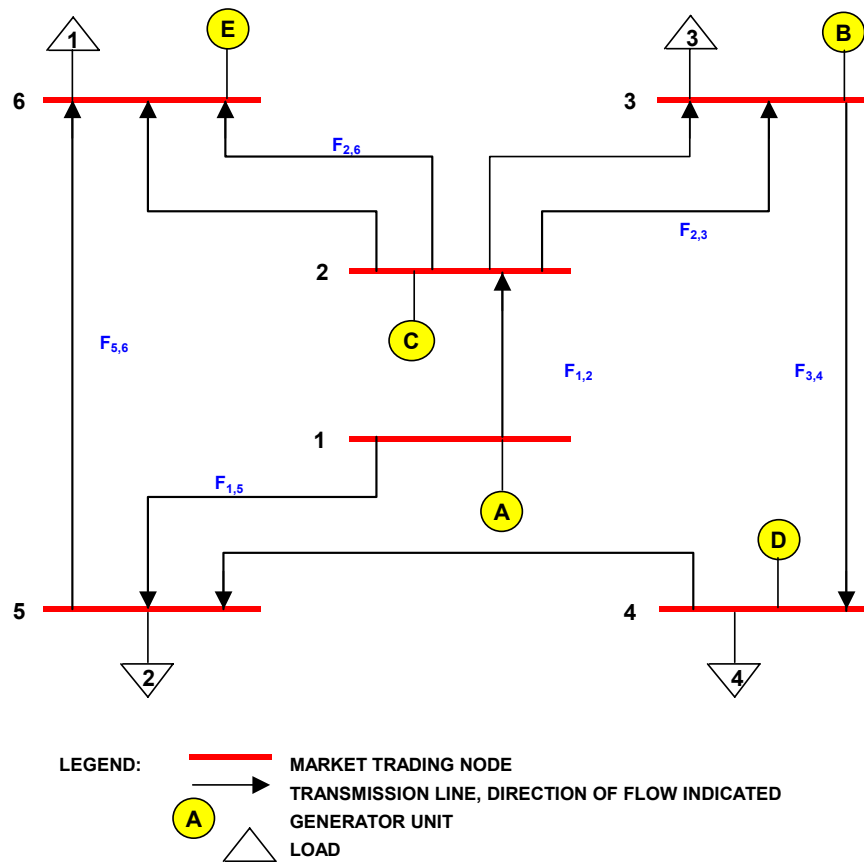 1
E
3
B
6
3
F2,6
F2,3
2
C
F5,6
F1,2
F3,4
1
F1,5
A
D
5
4
2
4
LEGEND:
MARKET TRADING NODE
TRANSMISSION LINE, DIRECTION OF FLOW INDICATED
A
GENERATOR UNIT
LOAD